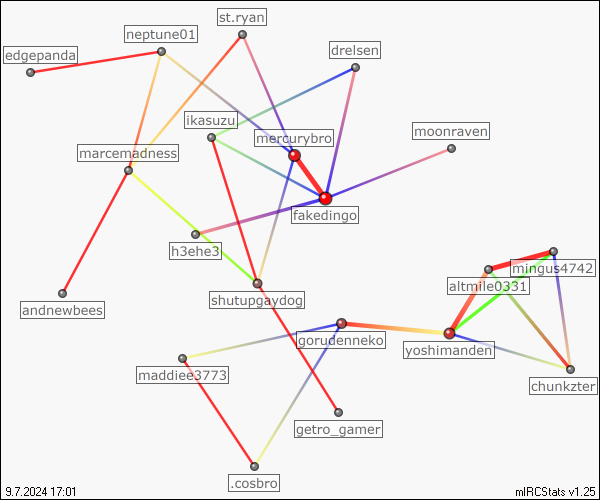 st.ryan
neptune01
drelsen
edgepanda
ikasuzu
mercurybro
moonraven
marcemadness
fakedingo
h3ehe3
mingus4742
altmile0331
shutupgaydog
andnewbees
gorudenneko
yoshimanden
maddiee3773
chunkzter
getro_gamer
.cosbro
9.7.2024 17:01
mIRCStats v1.25